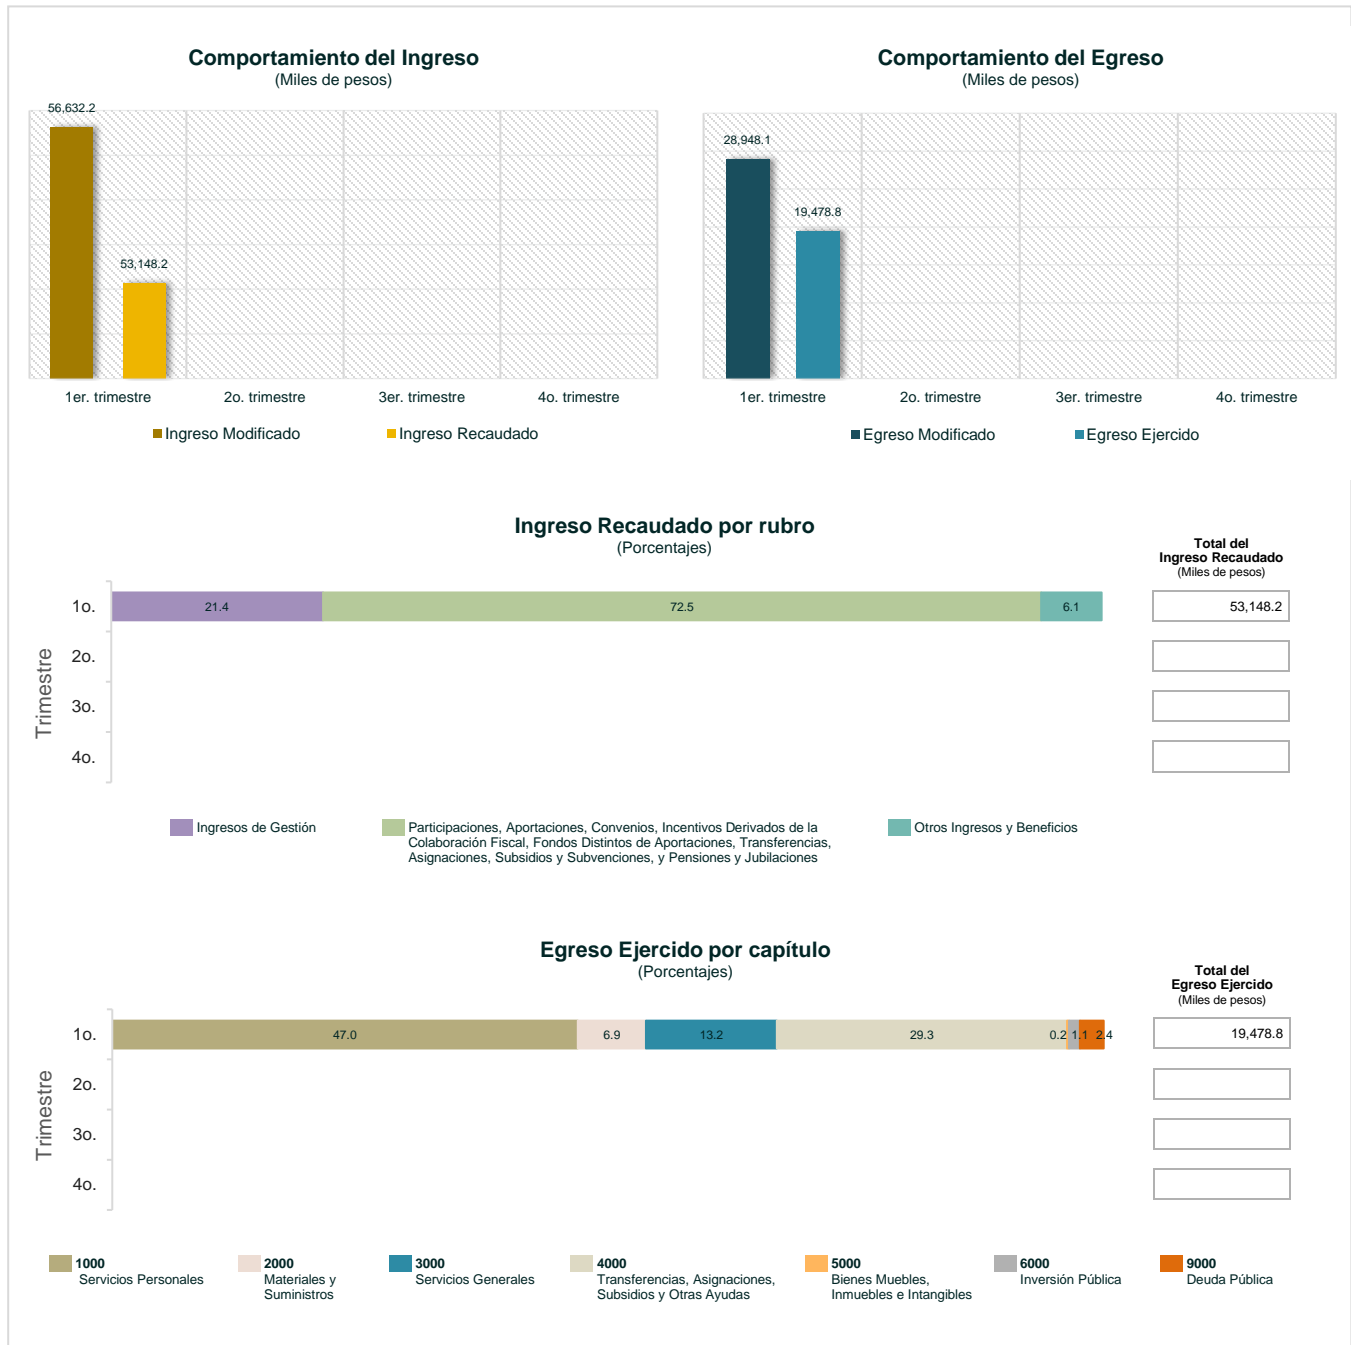 Comportamiento del Ingreso
(Miles de pesos)
56,632.2
53,148.2
1er. trimestre
2o. trimestre
3er. trimestre
4o. trimestre
Ingreso Modificado
Ingreso Recaudado
Comportamiento del Egreso
(Miles de pesos)
28,948.1
19,478.8
1er. trimestre
2o. trimestre
3er. trimestre
4o. trimestre
Egreso Modificado
Egreso Ejercido
Ingreso Recaudado por rubro
(Porcentajes)
Total del
Ingreso Recaudado
(Miles de pesos)
Trimestre
1o.
21.4
72.5
6.1
53,148.2
2o.
3o.
4o.
Ingresos de Gestión
Participaciones, Aportaciones, Convenios, Incentivos Derivados de la
Colaboración Fiscal, Fondos Distintos de Aportaciones, Transferencias,
Asignaciones, Subsidios y Subvenciones, y Pensiones y Jubilaciones
Otros Ingresos y Beneficios
Egreso Ejercido por capítulo
(Porcentajes)
Total del
Egreso Ejercido
(Miles de pesos)
Trimestre
1o.
47.0
6.9
13.2
29.3
0.2
1.1
2.4
19,478.8
2o.
3o.
4o.
1000
Servicios Personales
2000
Materiales y
Suministros
3000
Servicios Generales
4000
Transferencias, Asignaciones,
Subsidios y Otras Ayudas
5000
Bienes Muebles,
Inmuebles e Intangibles
6000
Inversión Pública
9000
Deuda Pública